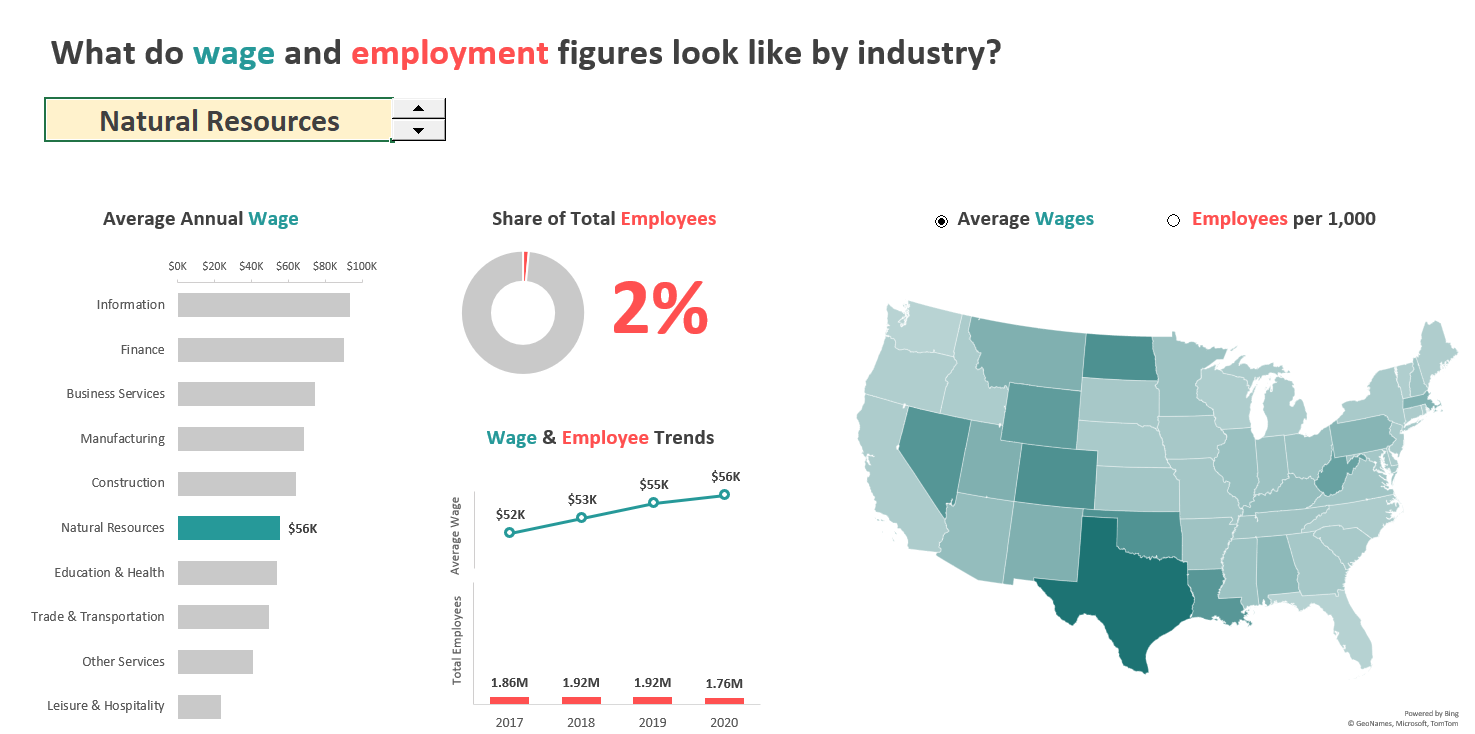 What do wage and employment figures look like by industry?
Natural Resources
Average Annual Wage
$0K $20K $40K $60K $80K $100K
Information
Finance
Business Services
Manufacturing
Construction
Natural Resources $56K
Education & Health
Trade & Transportation
Other Services
Leisure & Hospitality
Share of Total Employees
2%
Wage & Employee Trends
Average Wage
$52K $53K $55K $56K
Total Employees
1.86M 1.92M 1.92M 1.76M
2017 2018 2019 2020
Average Wages
Employees per 1,000
Powered by Bing
© GeoNames, Microsoft, TomTom